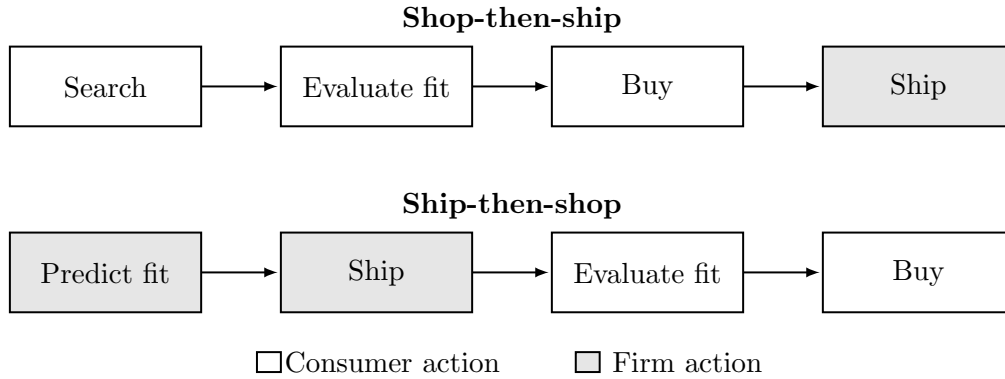 Shop-then-ship
Search
Evaluate fit
Buy
Ship
Ship-then-shop
Predict fit
Ship
Evaluate fit
Buy
Consumer action
Firm action